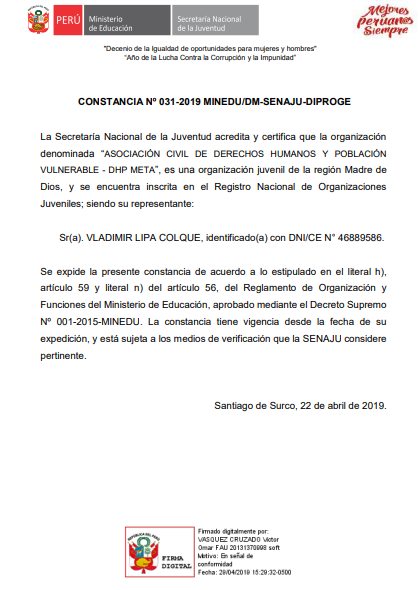 PERÚ
Ministerio
de Educación
Secretaría Nacional
de la Juventud
Mejores
Peruanos
Siempre
"Decenio de la Igualdad de oportunidades para mujeres y hombres"
"Año de la Lucha Contra la Corrupción y la Impunidad"
CONSTANCIA Nº 031-2019 MINEDU/DM-SENAJU-DIPROGE
La Secretaría Nacional de la Juventud acredita y certifica que la organización
denominada "ASOCIACIÓN CIVIL DE DERECHOS HUMANOS Y POBLACIÓN
VULNERABLE - DHP META", es una organización juvenil de la región Madre de
Dios, y se encuentra inscrita en el Registro Nacional de Organizaciones
Juveniles; siendo su representante:
Sr(a). VLADIMIR LIPA COLQUE, identificado(a) con DNI/CE N° 46889586.
Se expide la presente constancia de acuerdo a lo estipulado en el literal h),
artículo 59 y literal n) del artículo 56, del Reglamento de Organización y
Funciones del Ministerio de Educación, aprobado mediante el Decreto Supremo
Nº 001-2015-MINEDU. La constancia tiene vigencia desde la fecha de su
expedición, y está sujeta a los medios de verificación que la SENAJU considere
pertinente.
Santiago de Surco, 22 de abril de 2019.
REPÚBLICA DEL PERÚ
FIRMA
DIGITAL
Firmado digitalmente por:
VASQUEZ CRUZADO Victor
Omar FAU 20131370998 soft
Motivo: En señal de
conformidad
Fecha: 29/04/2019 15:29:32-0500